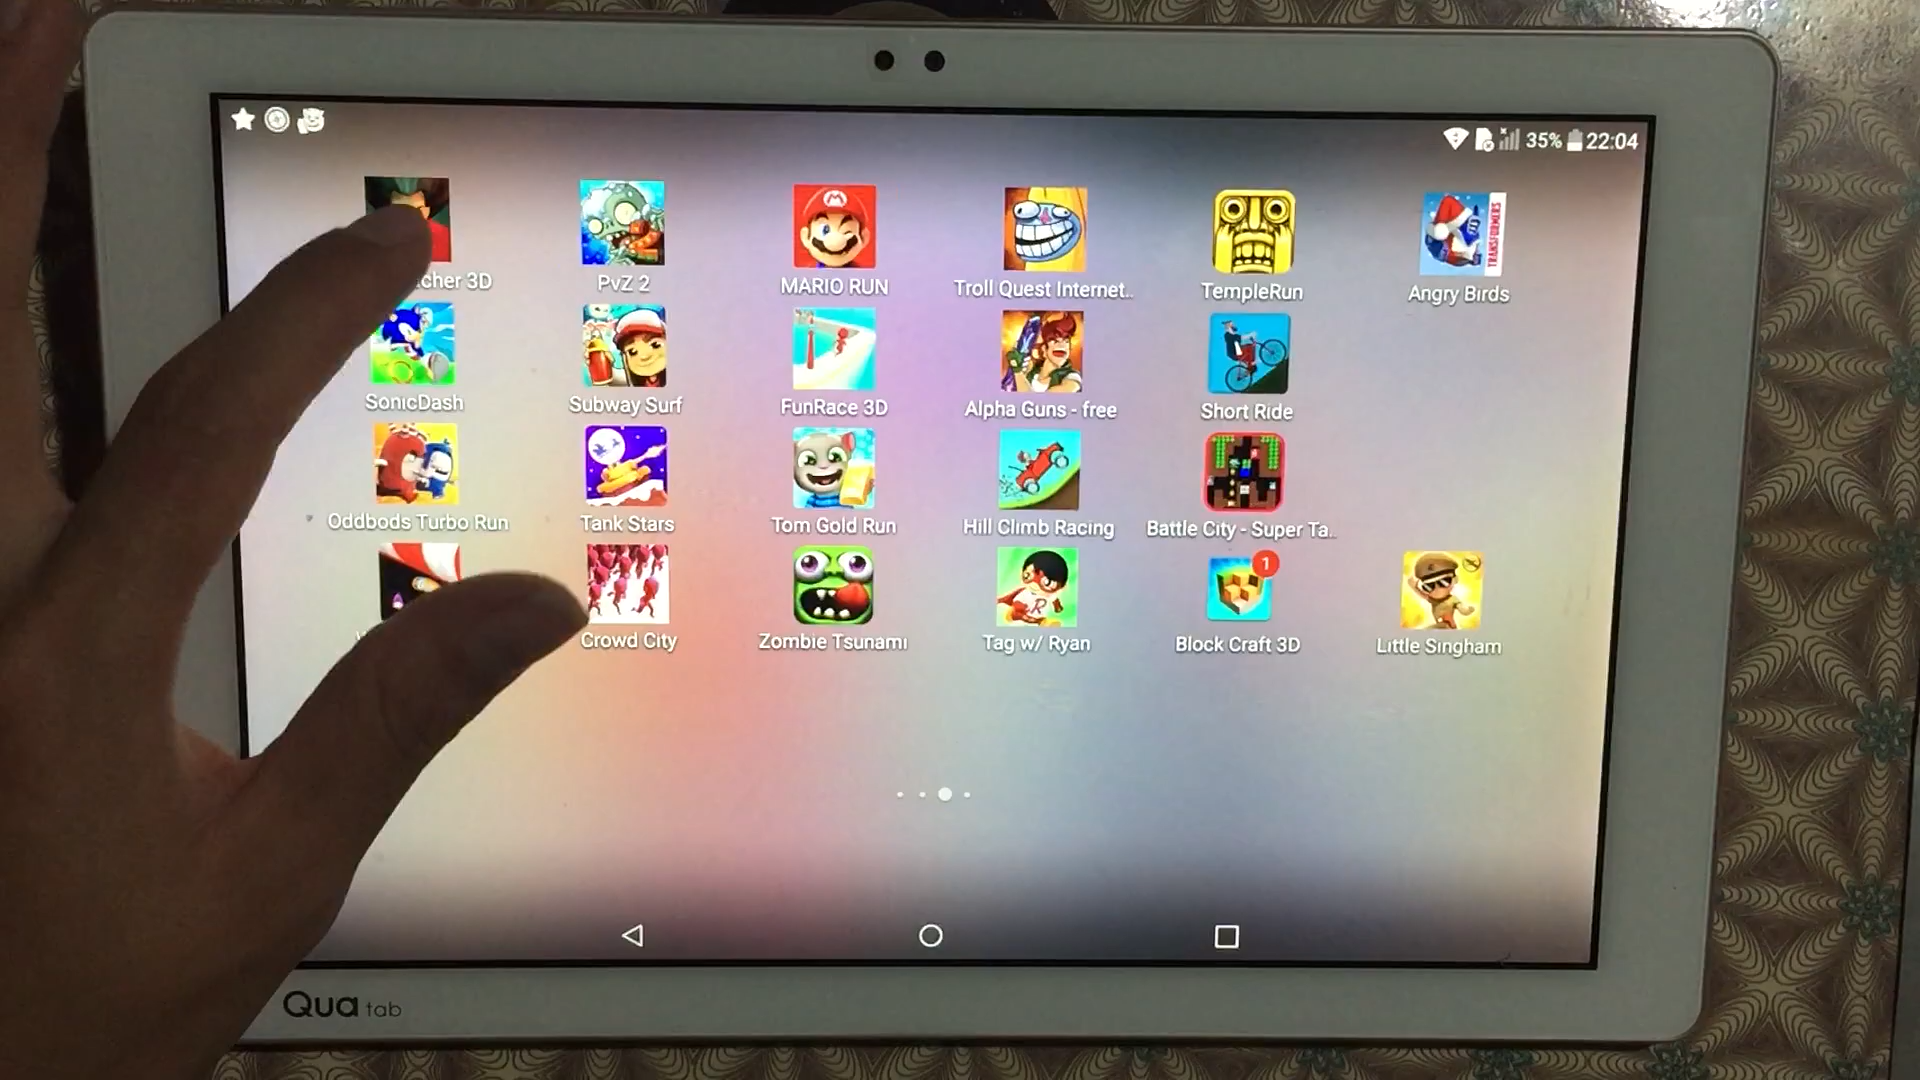 35% 22:04
cher 3D
PvZ 2
MARIO RUN
Troll Quest Internet..
TempleRun
Angry Birds
TRANSFORMERS
SonicDash
Subway Surf
FunRace 3D
Alpha Guns - free
Short Ride
Oddbods Turbo Run
Tank Stars
Tom Gold Run
Hill Climb Racing
Battle City - Super Ta..
Crowd City
Zombie Tsunami
Tag w/ Ryan
R
Block Craft 3D
1
Little Singham
Qua tab